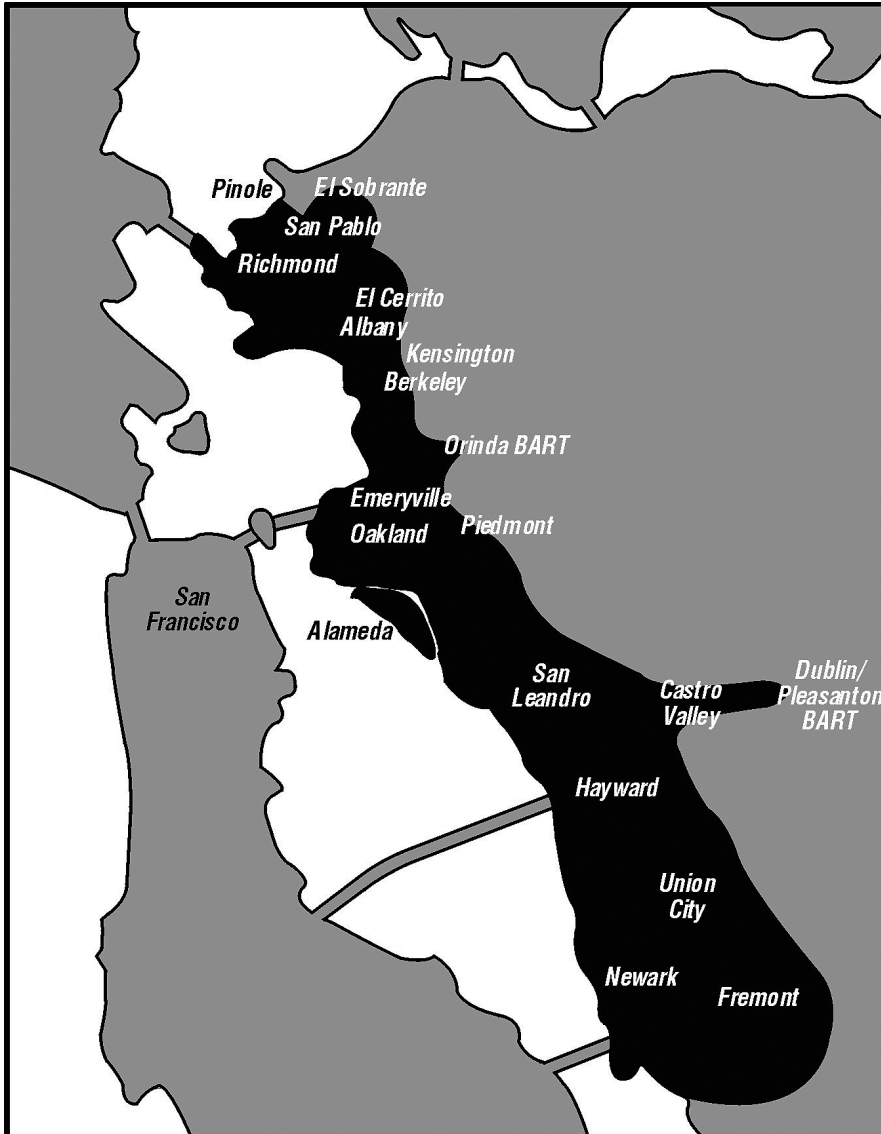 Pinole
El Sobrante
San Pablo
Richmond
El Cerrito
Albany
Kensington
Berkeley
Orinda BART
Emeryville
Oakland
Piedmont
San
Francisco
Alameda
San
Leandro
Castro
Valley
Dublin/
Pleasanton
BART
Hayward
Union
City
Newark
Fremont